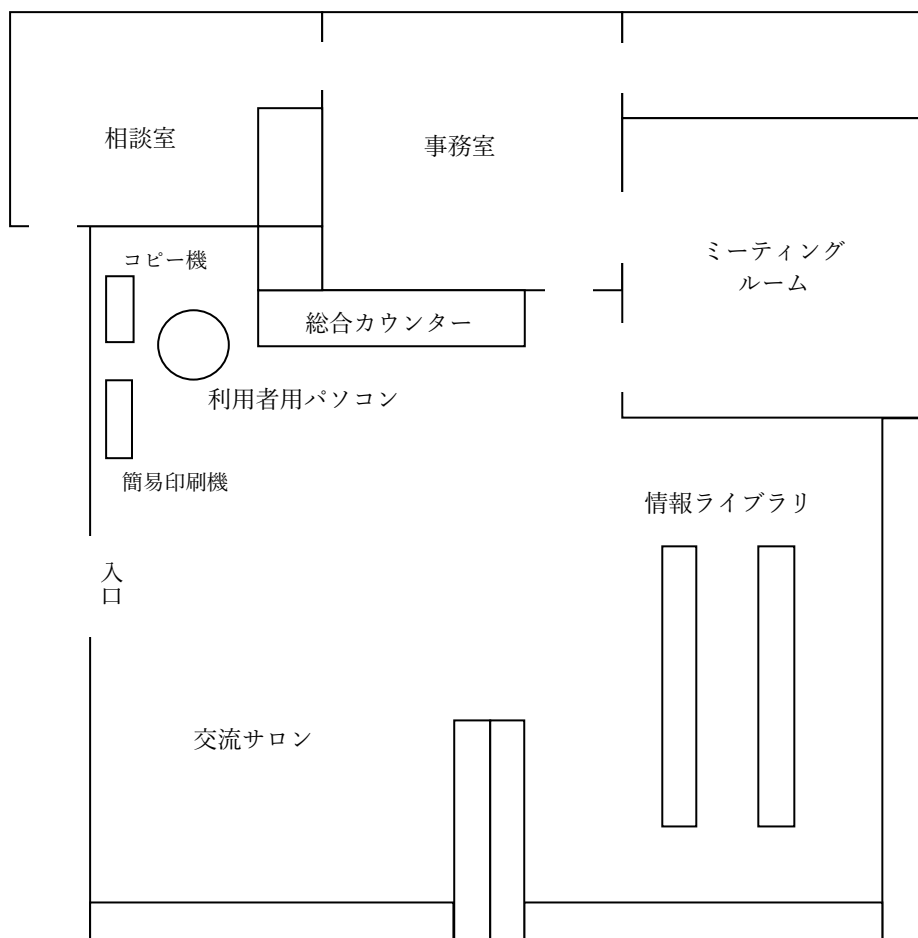 相談室
事務室
ミーティング
ルーム
コピー機
総合カウンター
利用者用パソコン
簡易印刷機
情報ライブラリ
入口
交流サロン